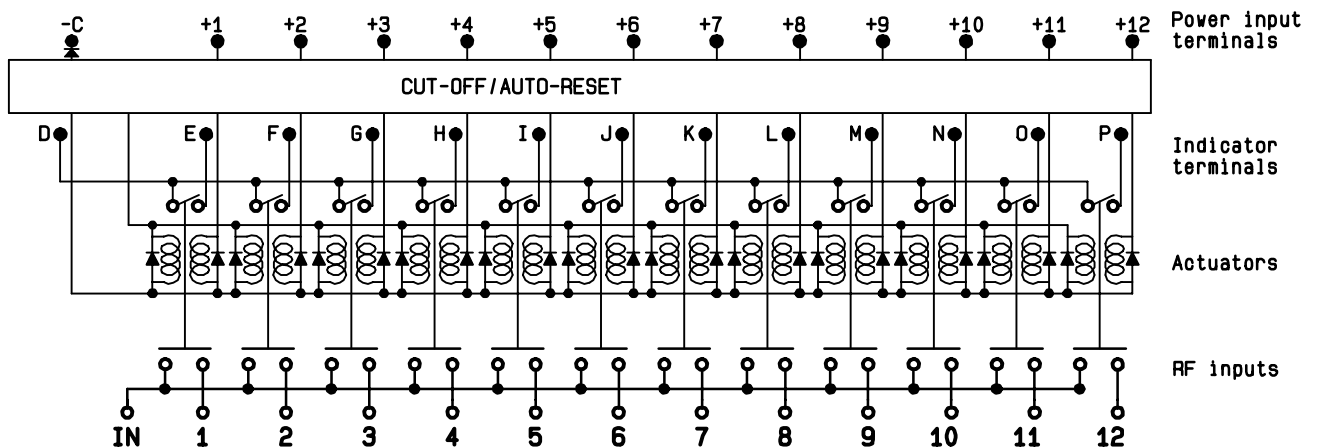 -C +1 +2 +3 +4 +5 +6 +7 +8 +9 +10 +11 +12
Power input
terminals
CUT-OFF/AUTO-RESET
D E F G H I J K L M N O P
Indicator
terminals
Actuators
RF inputs
IN 1 2 3 4 5 6 7 8 9 10 11 12